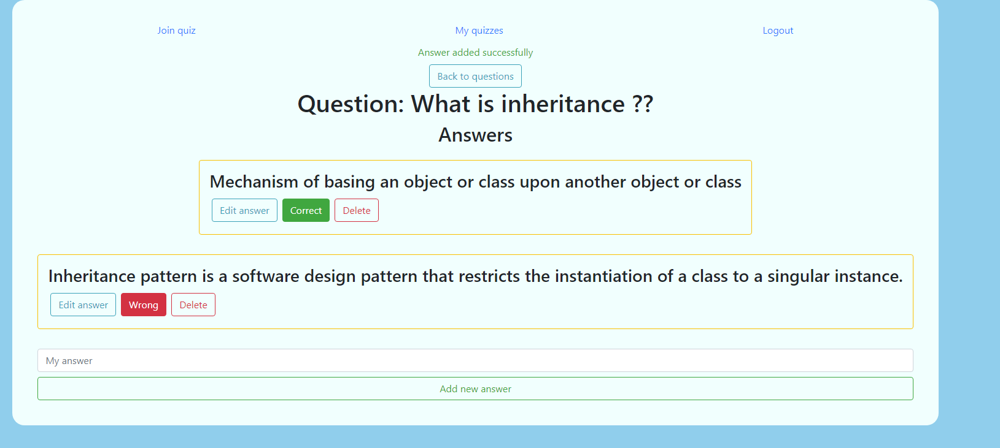 Join quiz My quizzes Logout
Answer added successfully
Back to questions
Question: What is inheritance ??
Answers
Mechanism of basing an object or class upon another object or class
Edit answer Correct Delete
Inheritance pattern is a software design pattern that restricts the instantiation of a class to a singular instance.
Edit answer Wrong Delete
My answer
Add new answer